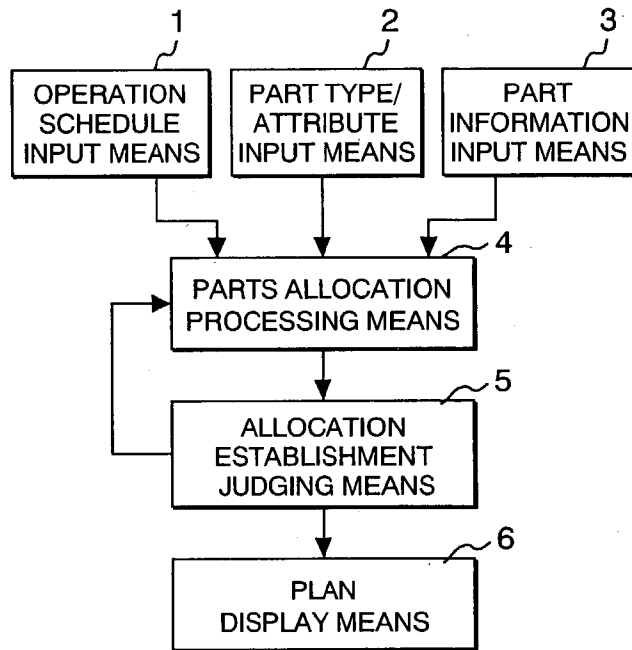 1
2
3
OPERATION
SCHEDULE
INPUT MEANS
PART TYPE/
ATTRIBUTE
INPUT MEANS
PART
INFORMATION
INPUT MEANS
4
PARTS ALLOCATION
PROCESSING MEANS
5
ALLOCATION
ESTABLISHMENT
JUDGING MEANS
6
PLAN
DISPLAY MEANS